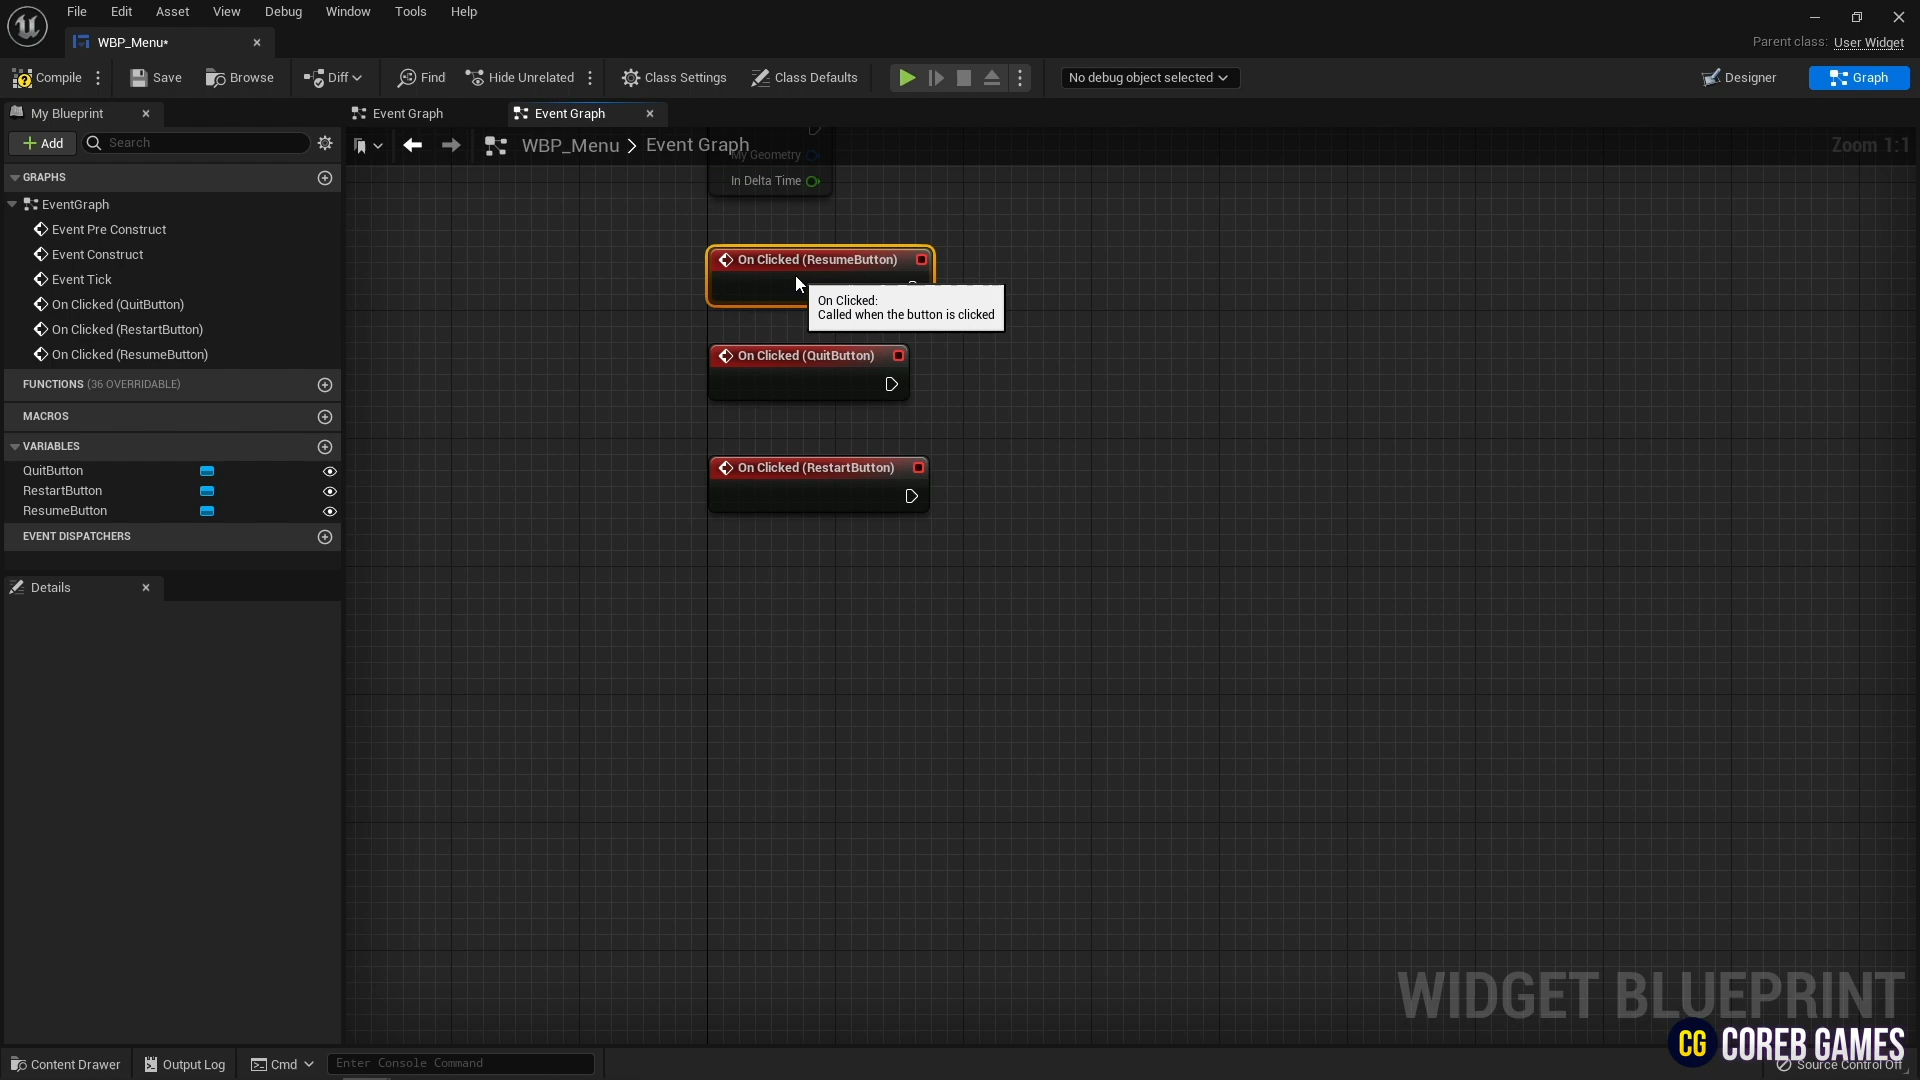 File Edit Asset View Debug Window Tools Help
WBP_Menu*
Parent class: User Widget
Compile Save Browse Diff Find Hide Unrelated Class Settings Class Defaults No debug object selected Designer Graph
My Blueprint Event Graph Event Graph
Add Search WBP_Menu > Event Graph Zoom 1:1
My Geometry
In Delta Time
GRAPHS
EventGraph
Event Pre Construct
Event Construct
Event Tick
On Clicked (QuitButton)
On Clicked (RestartButton)
On Clicked (ResumeButton)
FUNCTIONS (36 OVERRIDABLE)
MACROS
VARIABLES
QuitButton
RestartButton
ResumeButton
EVENT DISPATCHERS
Details
On Clicked (ResumeButton)
On Clicked:
Called when the button is clicked
On Clicked (QuitButton)
On Clicked (RestartButton)
WIDGET BLUEPRINT
CG COREB GAMES
Content Drawer Output Log Cmd Enter Console Command Source Control Off